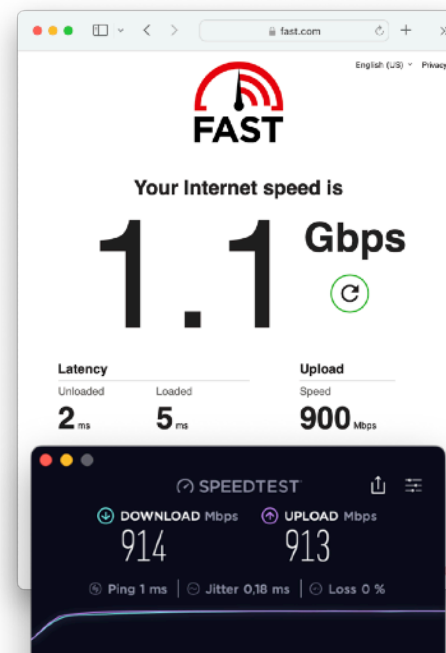 fast.com
English (US) Privacy
FAST
Your Internet speed is
1.1 Gbps
Latency Upload
Unloaded Loaded Speed
2 ms 5 ms 900 Mbps
SPEEDTEST
DOWNLOAD Mbps UPLOAD Mbps
914 913
Ping 1 ms Jitter 0,18 ms Loss 0 %